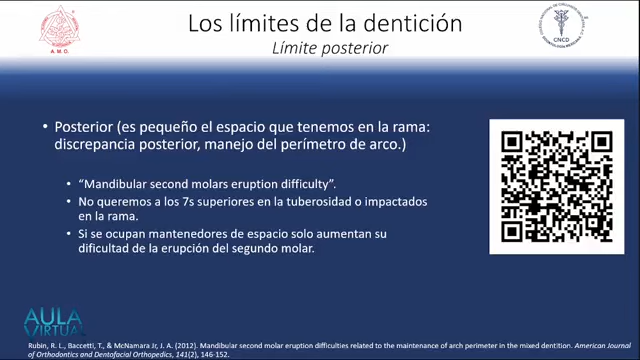 Los límites de la dentición
Límite posterior
A.M.O.
CNCD
• Posterior (es pequeño el espacio que tenemos en la rama:
discrepancia posterior, manejo del perímetro de arco.)
• “Mandibular second molars eruption difficulty”.
• No queremos a los 7s superiores en la tuberosidad o impactados
en la rama.
• Si se ocupan mantenedores de espacio solo aumentan su
dificultad de la erupción del segundo molar.
AULA
VIRTUAL
Rubin, R. L., Baccetti, T., & McNamara Jr, J. A. (2012). Mandibular second molar eruption difficulties related to the maintenance of arch perimeter in the mixed dentition. American Journal
of Orthodontics and Dentofacial Orthopedics, 141(2), 146-152.